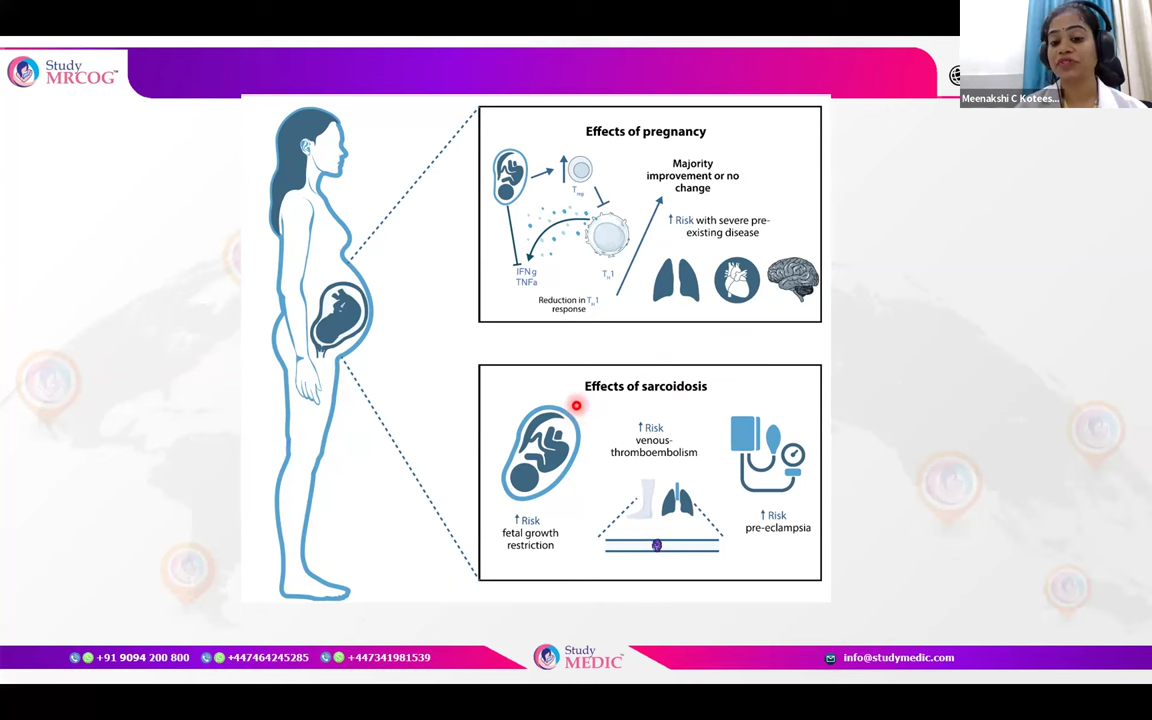 Study
MRCOG™
Meenakshi C Kotees...
Effects of pregnancy
Treg
IFNg
TNFa
TH1
Reduction in TH1
response
Majority
improvement or no
change
↑ Risk with severe pre-
existing disease
Effects of sarcoidosis
↑ Risk
fetal growth
restriction
↑ Risk
venous-
thromboembolism
↑ Risk
pre-eclampsia
+91 9094 200 800
+447464245285
+447341981539
Study
MEDIC™
info@studymedic.com